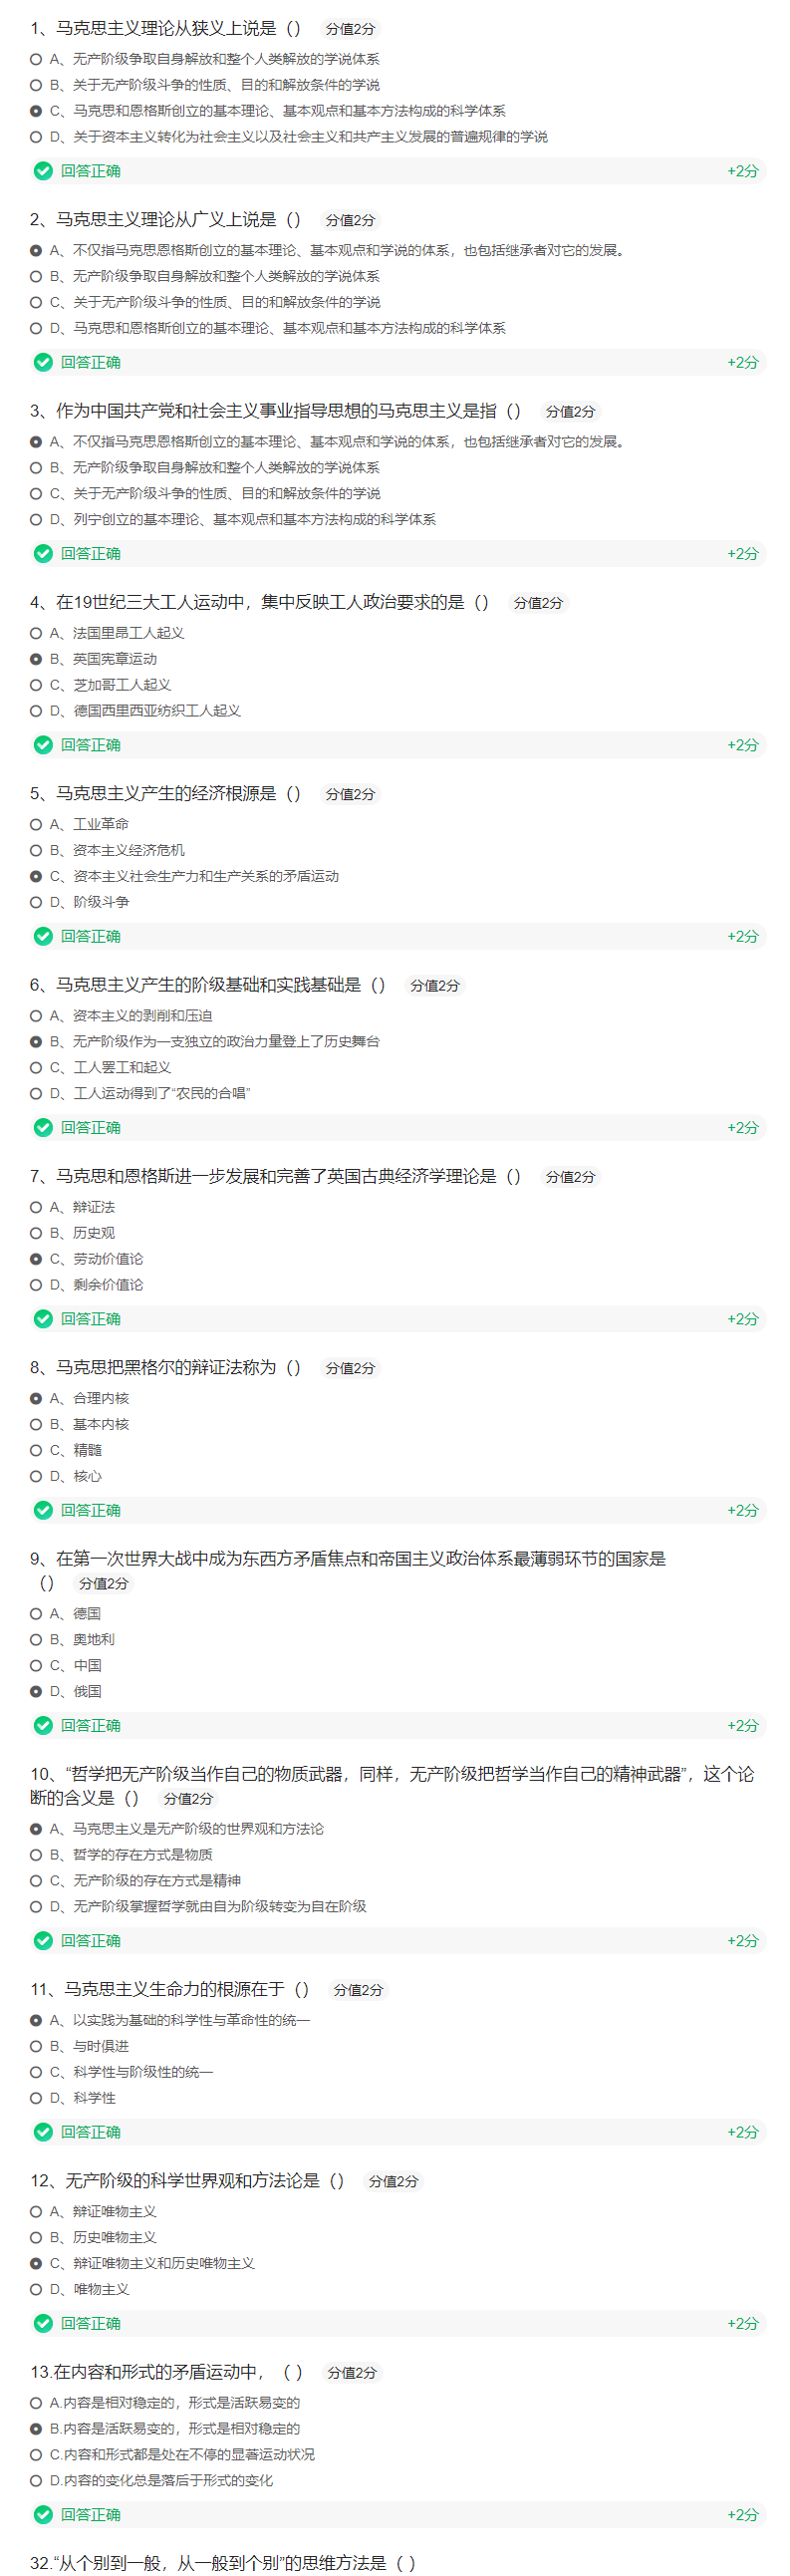 1、马克思主义理论从狭义上说是（） 分值2分
A、无产阶级争取自身解放和整个人类解放的学说体系
B、关于无产阶级斗争的性质、目的和解放条件的学说
C、马克思和恩格斯创立的基本理论、基本观点和基本方法构成的科学体系
D、关于资本主义转化为社会主义以及社会主义和共产主义发展的普遍规律的学说
回答正确 +2分
2、马克思主义理论从广义上说是（） 分值2分
A、不仅指马克思恩格斯创立的基本理论、基本观点和学说的体系，也包括继承者对它的发展。
B、无产阶级争取自身解放和整个人类解放的学说体系
C、关于无产阶级斗争的性质、目的和解放条件的学说
D、马克思和恩格斯创立的基本理论、基本观点和基本方法构成的科学体系
回答正确 +2分
3、作为中国共产党和社会主义事业指导思想的马克思主义是指（） 分值2分
A、不仅指马克思恩格斯创立的基本理论、基本观点和学说的体系，也包括继承者对它的发展。
B、无产阶级争取自身解放和整个人类解放的学说体系
C、关于无产阶级斗争的性质、目的和解放条件的学说
D、列宁创立的基本理论、基本观点和基本方法构成的科学体系
回答正确 +2分
4、在19世纪三大工人运动中，集中反映工人政治要求的是（） 分值2分
A、法国里昂工人起义
B、英国宪章运动
C、芝加哥工人起义
D、德国西里西亚纺织工人起义
回答正确 +2分
5、马克思主义产生的经济根源是（） 分值2分
A、工业革命
B、资本主义经济危机
C、资本主义社会生产力和生产关系的矛盾运动
D、阶级斗争
回答正确 +2分
6、马克思主义产生的阶级基础和实践基础是（） 分值2分
A、资本主义的剥削和压迫
B、无产阶级作为一支独立的政治力量登上了历史舞台
C、工人罢工和起义
D、工人运动得到了“农民的合唱”
回答正确 +2分
7、马克思和恩格斯进一步发展和完善了英国古典经济学理论是（） 分值2分
A、辩证法
B、历史观
C、劳动价值论
D、剩余价值论
回答正确 +2分
8、马克思把黑格尔的辩证法称为（） 分值2分
A、合理内核
B、基本内核
C、精髓
D、核心
回答正确 +2分
9、在第一次世界大战中成为东西方矛盾焦点和帝国主义政治体系最薄弱环节的国家是
（） 分值2分
A、德国
B、奥地利
C、中国
D、俄国
回答正确 +2分
10、“哲学把无产阶级当作自己的物质武器，同样，无产阶级把哲学当作自己的精神武器”，这个论
断的含义是（） 分值2分
A、马克思主义是无产阶级的世界观和方法论
B、哲学的存在方式是物质
C、无产阶级的存在方式是精神
D、无产阶级掌握哲学就由自为阶级转变为自在阶级
回答正确 +2分
11、马克思主义生命力的根源在于（） 分值2分
A、以实践为基础的科学性与革命性的统一
B、与时俱进
C、科学性与阶级性的统一
D、科学性
回答正确 +2分
12、无产阶级的科学世界观和方法论是（） 分值2分
A、辩证唯物主义
B、历史唯物主义
C、辩证唯物主义和历史唯物主义
D、唯物主义
回答正确 +2分
13.在内容和形式的矛盾运动中，（ ） 分值2分
A.内容是相对稳定的，形式是活跃易变的
B.内容是活跃易变的，形式是相对稳定的
C.内容和形式都是处在不停的显著运动状况
D.内容的变化总是落后于形式的变化
回答正确 +2分
32.“从个别到一般，从一般到个别”的思维方法是（ ）